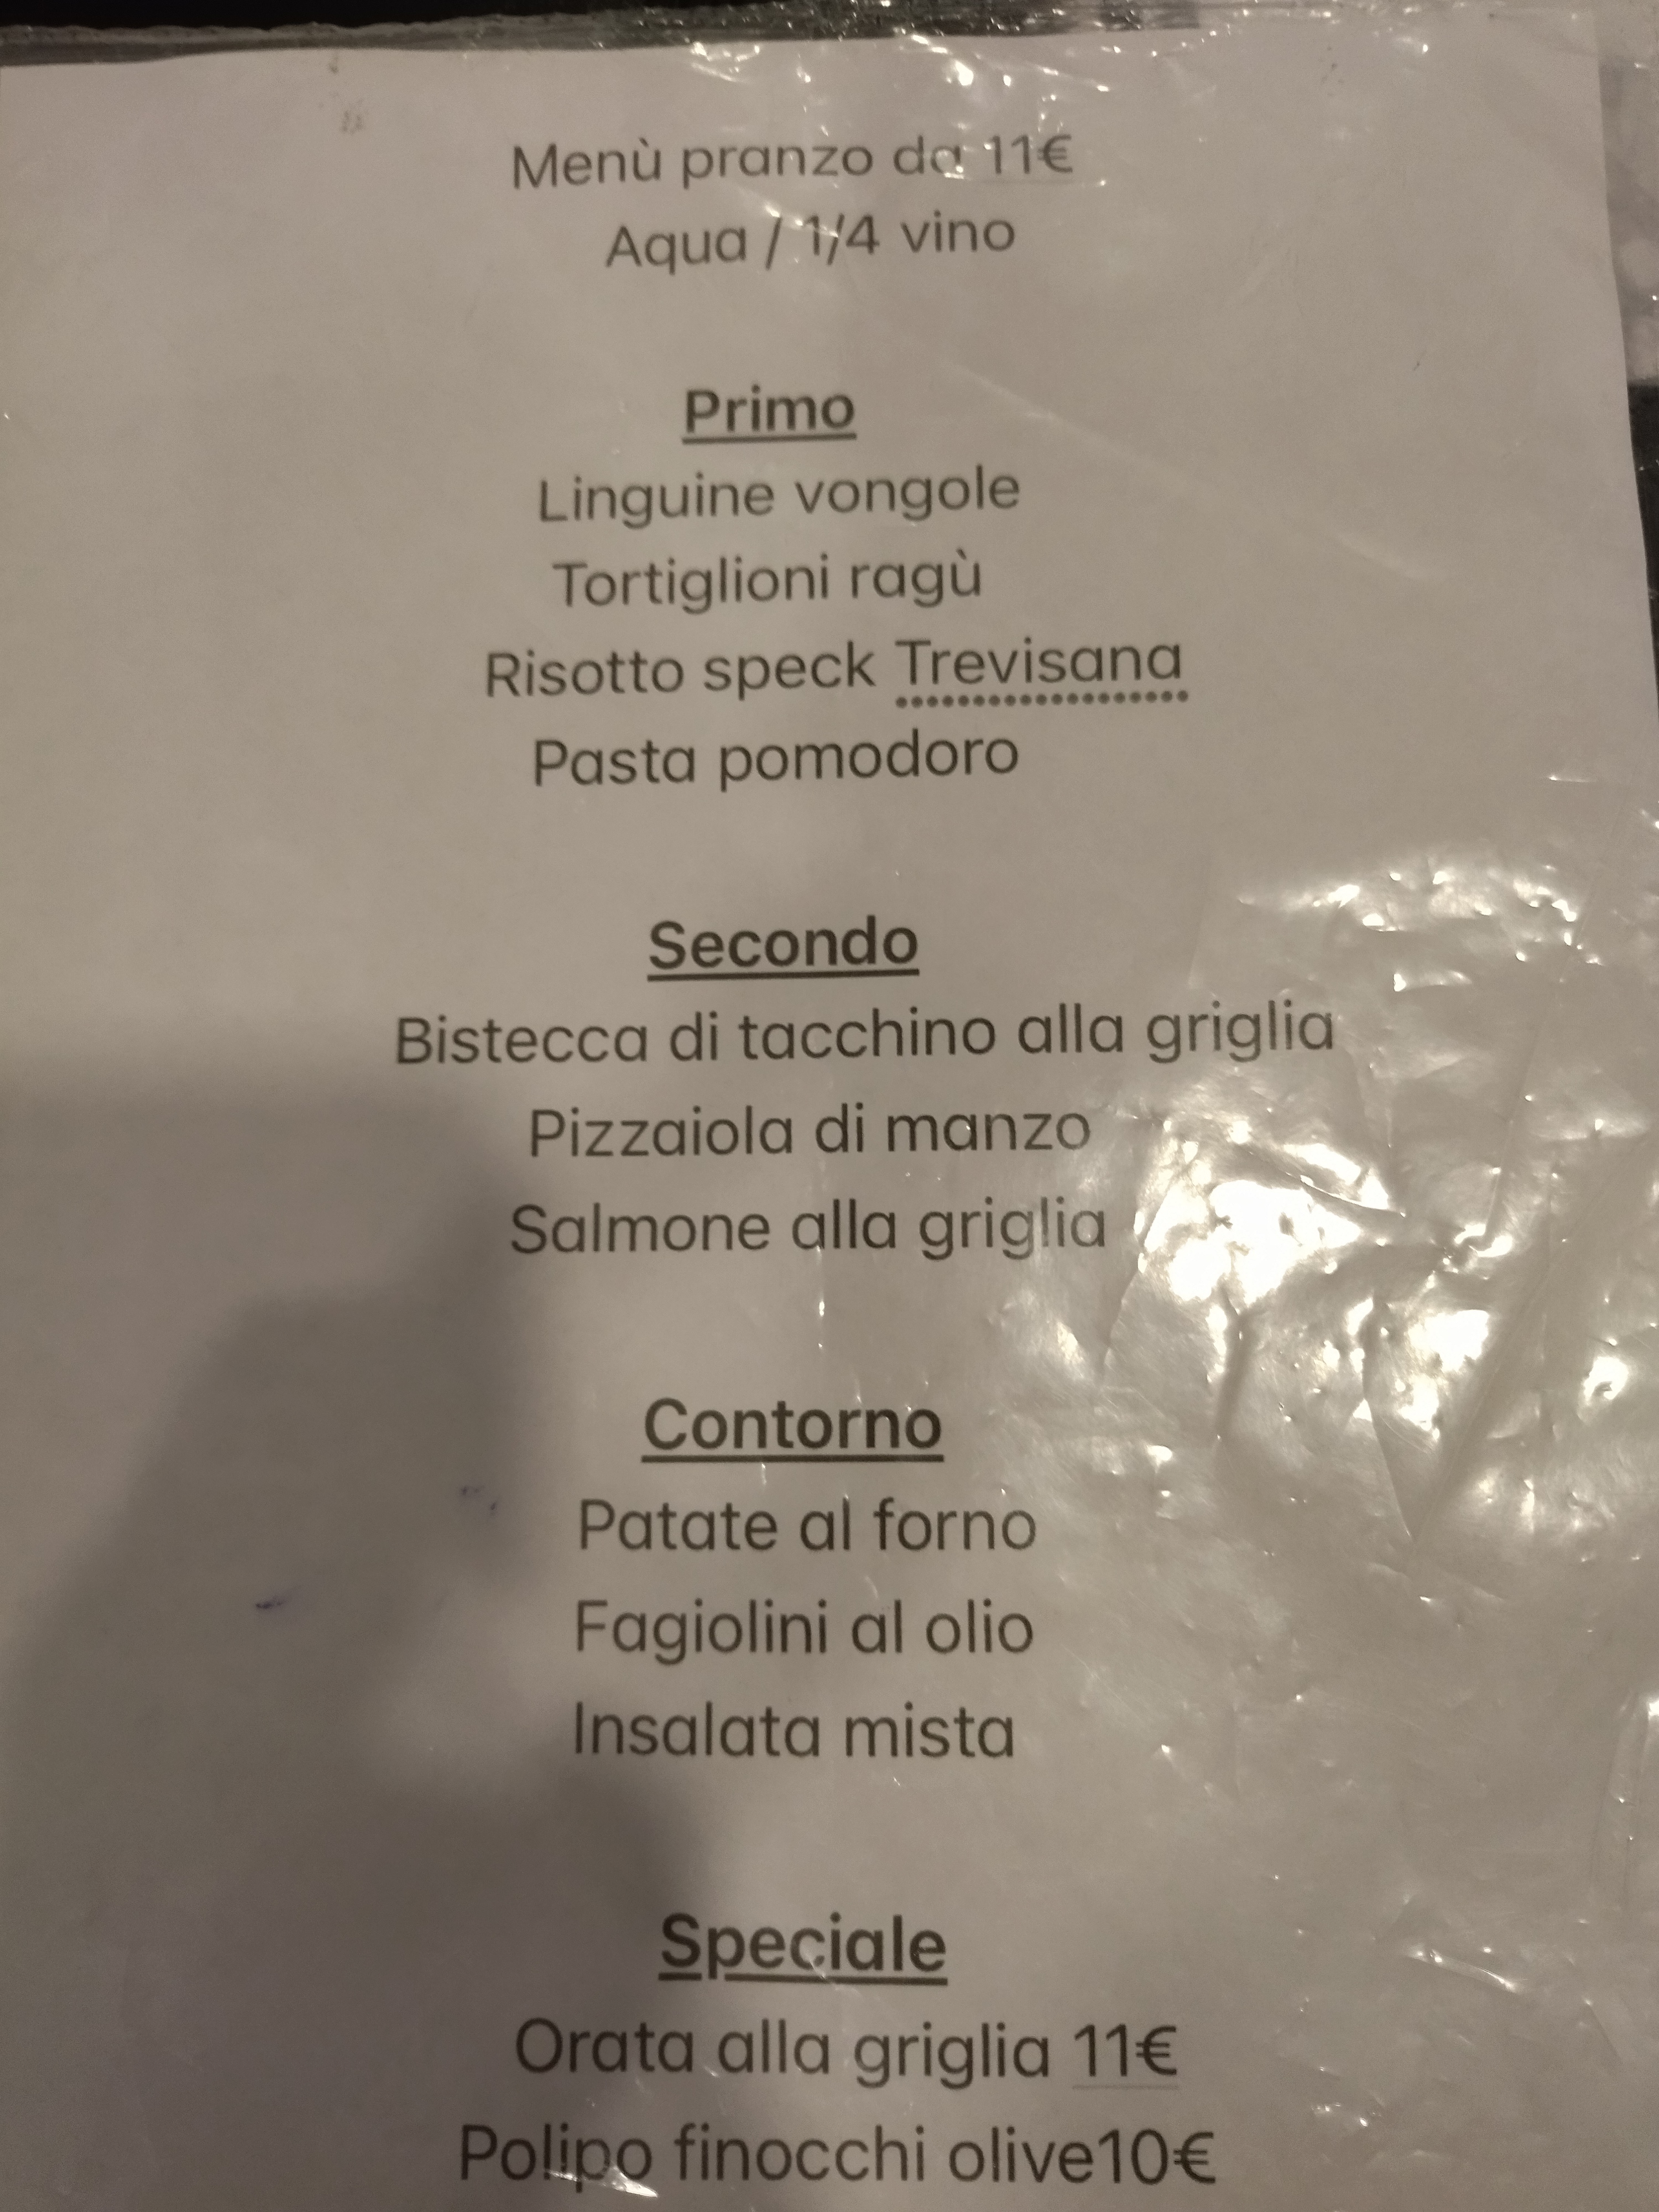 Menù pranzo da 11€
Aqua / 1/4 vino
Primo
Linguine vongole
Tortiglioni ragù
Risotto speck Trevisana
Pasta pomodoro
Secondo
Bistecca di tacchino alla griglia
Pizzaiola di manzo
Salmone alla griglia
Contorno
Patate al forno
Fagiolini al olio
Insalata mista
Speciale
Orata alla griglia 11€
Polipo finocchi olive10€